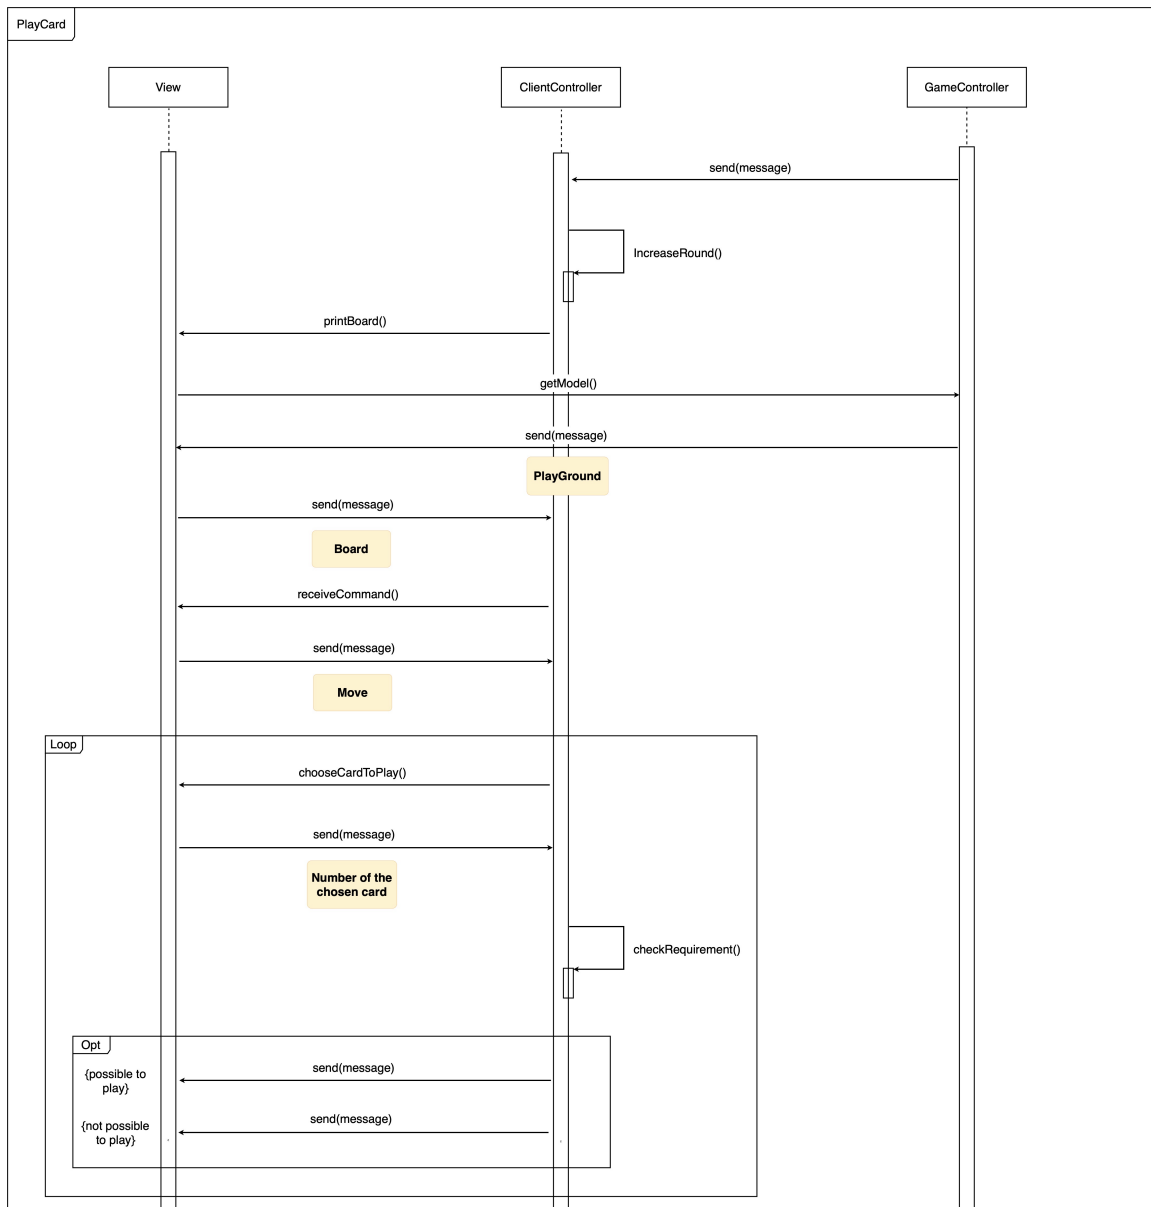 PlayCard
View
ClientController
GameController
send(message)
IncreaseRound()
printBoard()
getModel()
send(message)
PlayGround
send(message)
Board
receiveCommand()
send(message)
Move
Loop
chooseCardToPlay()
send(message)
Number of the
chosen card
checkRequirement()
Opt
send(message)
{possible to
play}
send(message)
{not possible
to play}